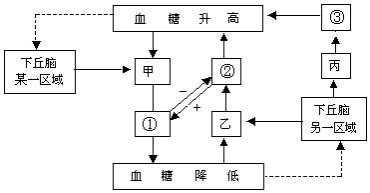 血 糖 升 高
③
下丘脑
某一区域
甲
②
丙
−
+
①
乙
下丘脑
另一区域
血 糖 降 低